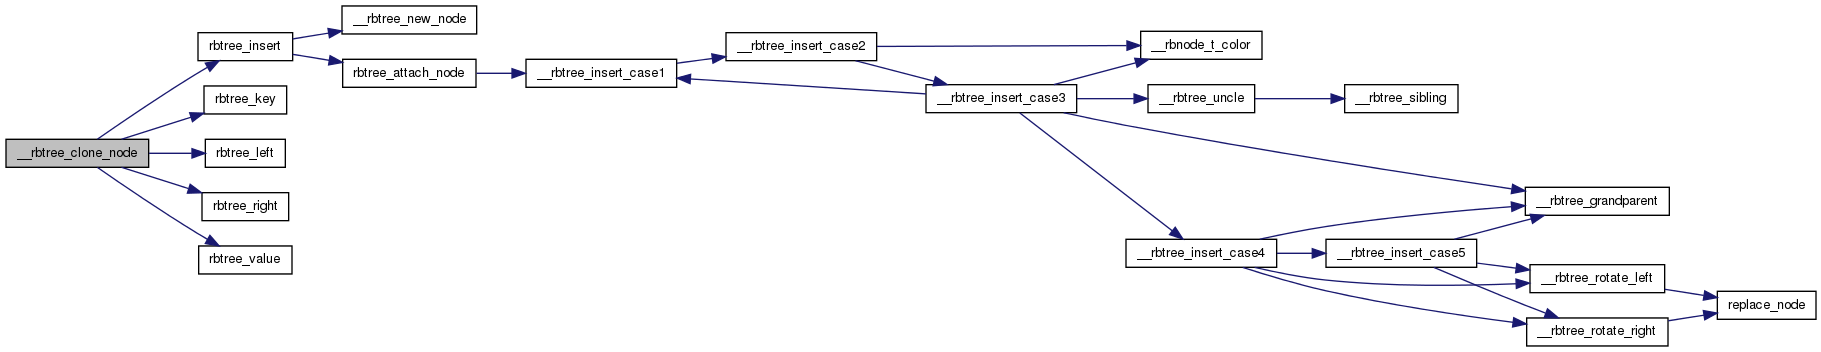 __rbtree_clone_node
rbtree_insert
rbtree_key
rbtree_left
rbtree_right
rbtree_value
__rbtree_new_node
rbtree_attach_node
__rbtree_insert_case1
__rbtree_insert_case2
__rbtree_insert_case3
__rbnode_t_color
__rbtree_uncle
__rbtree_sibling
__rbtree_insert_case4
__rbtree_insert_case5
__rbtree_grandparent
__rbtree_rotate_left
__rbtree_rotate_right
replace_node